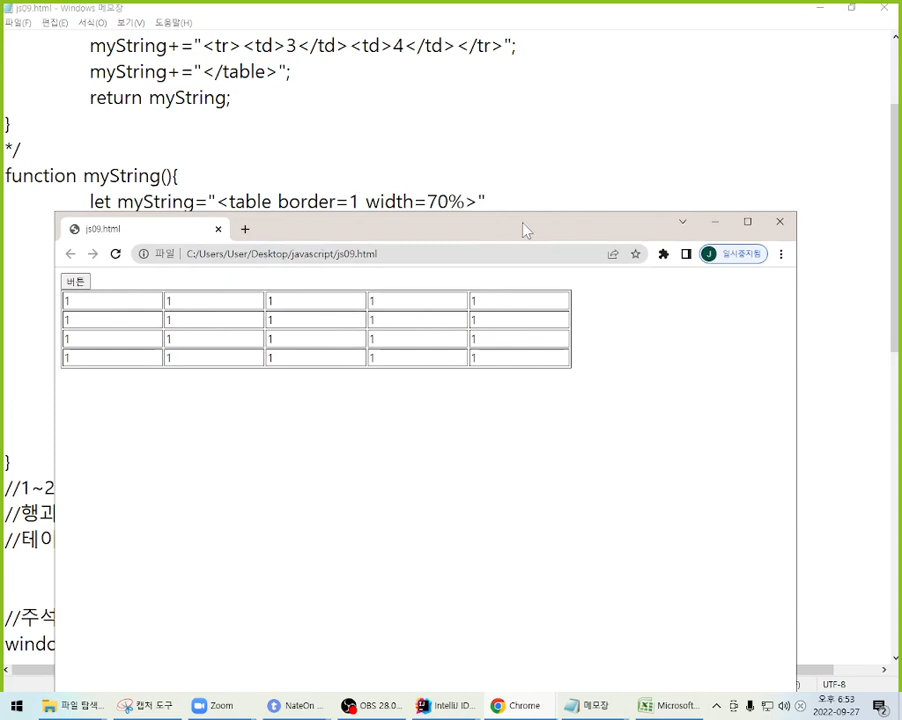 js09.html - Windows 메모장
파일(F) 편집(E) 서식(O) 보기(V) 도움말(H)
myString+="<tr><td>3</td><td>4</td></tr>";
myString+="</table>";
return myString;
}
*/
function myString(){
let myString="<table border=1 width=70%>"
js09.html
파일 C:/Users/User/Desktop/javascript/js09.html
J 일시중지됨
버튼
1 1 1 1 1
1 1 1 1 1
1 1 1 1 1
1 1 1 1 1
}
//1~2
//행과
//테이
//주석
windo
UTF-8
파일 탐색... 캡처 도구 Zoom NateOn ... OBS 28.0... IntelliJ ID... Chrome 메모장 Microsoft...
오후 6:53
2022-09-27
2